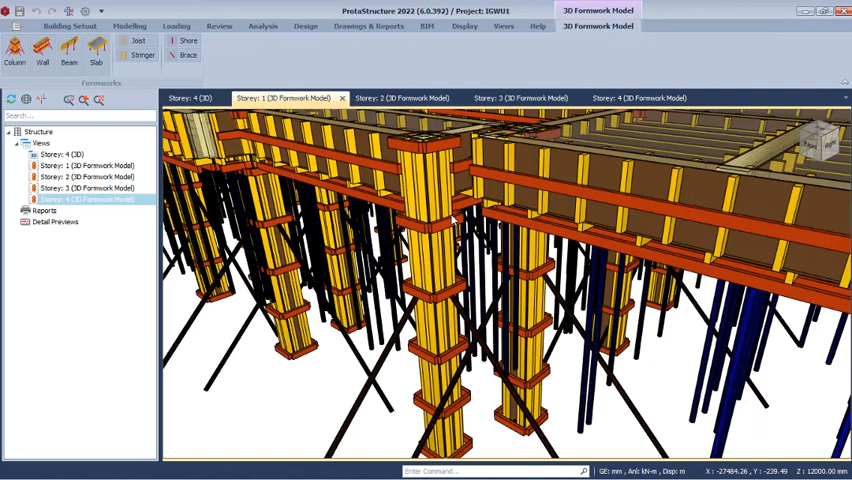 ProtaStructure 2022 (6.0.392) / Project: IGWU1
3D Formwork Model
Building Setout Modelling Loading Review Analysis Design Drawings & Reports BIM Display Views Help 3D Formwork Model
Column Wall Beam Slab
Joist
Stringer
Shore
Brace
Formworks
Storey: 4 (3D) Storey: 1 (3D Formwork Model) Storey: 2 (3D Formwork Model) Storey: 3 (3D Formwork Model) Storey: 4 (3D Formwork Model)
Search...
Structure
Views
Storey: 4 (3D)
Storey: 1 (3D Formwork Model)
Storey: 2 (3D Formwork Model)
Storey: 3 (3D Formwork Model)
Storey: 4 (3D Formwork Model)
Reports
Detail Previews
Enter Command...
GE: mm, Anl: kN-m , Disp: m
X : -27484.26 Y : -239.49 Z : 12000.00 mm